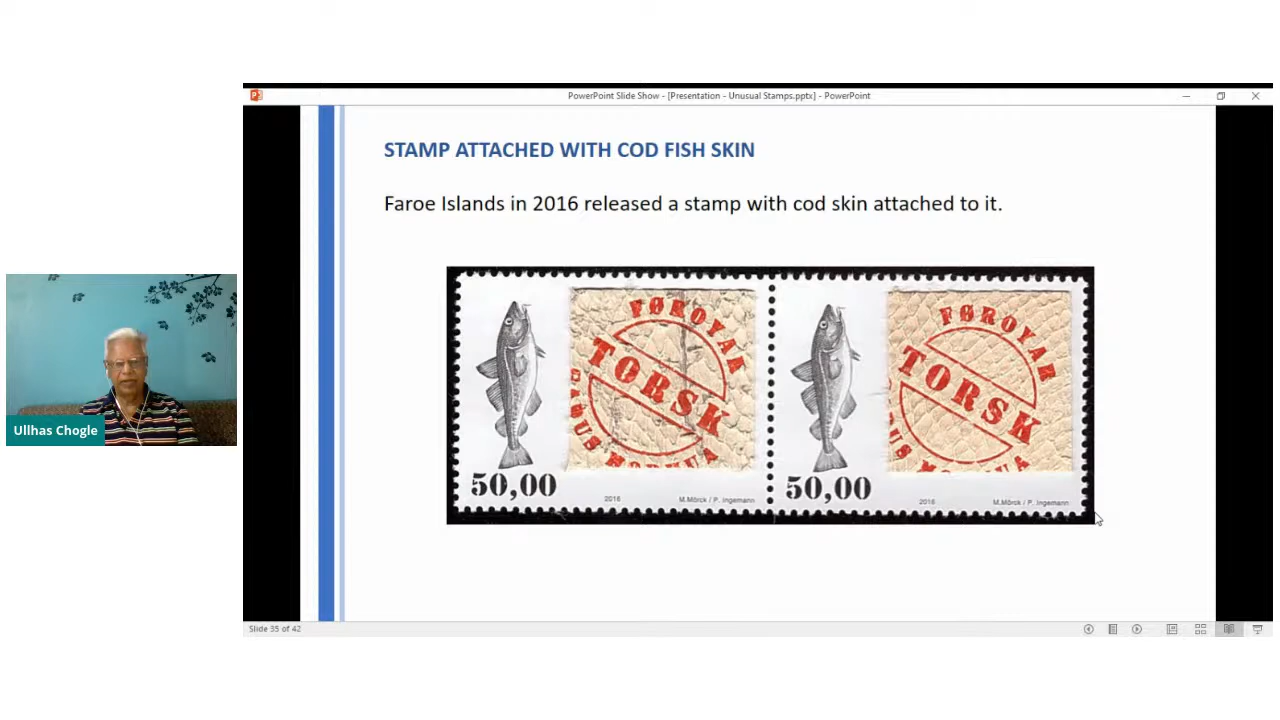 PowerPoint Slide Show - [Presentation - Unusual Stamps.pptx] - PowerPoint
STAMP ATTACHED WITH COD FISH SKIN
Faroe Islands in 2016 released a stamp with cod skin attached to it.
FØROYAR
TORSK
50,00
2016
M.Mörck / P. Ingemann
FØROYAR
TORSK
50,00
2016
M.Mörck / P. Ingemann
Ullhas Chogle
Slide 35 of 42